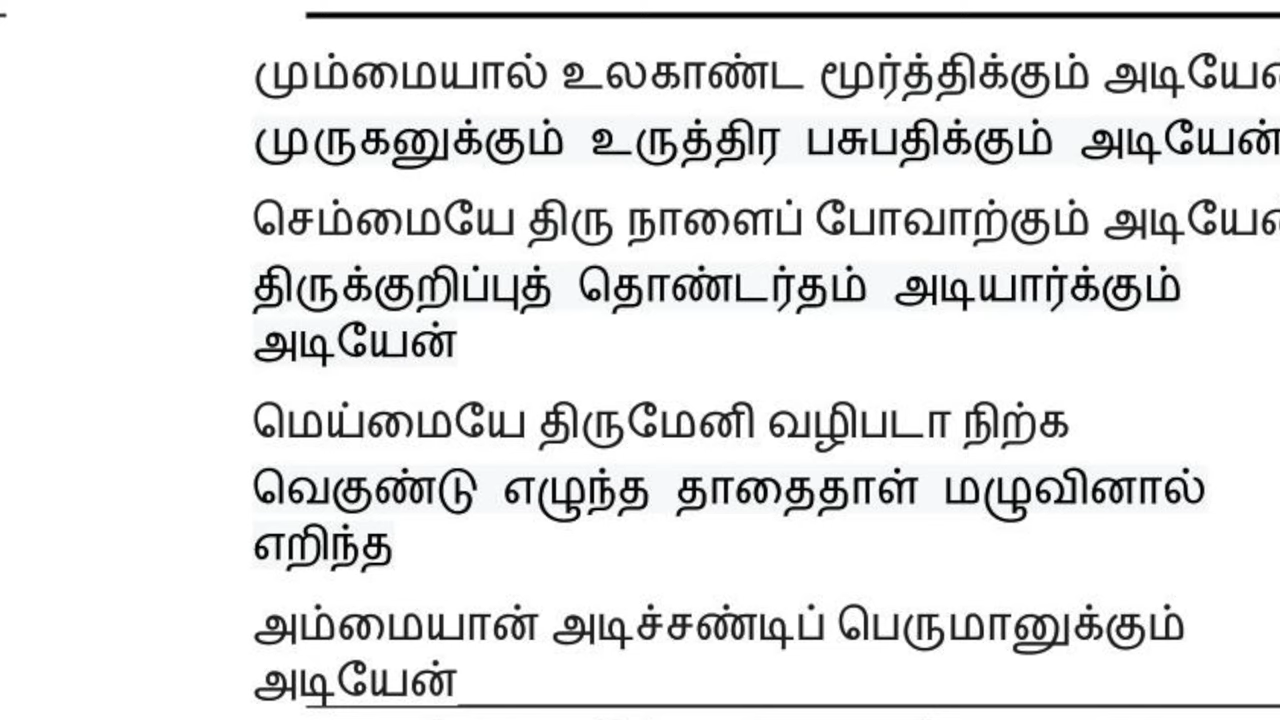 மும்மையால் உலகாண்ட மூர்த்திக்கும் அடியேன்
முருகனுக்கும் உருத்திர பசுபதிக்கும் அடியேன்
செம்மையே திரு நாளைப் போவாற்கும் அடியேன்
திருக்குறிப்புத் தொண்டர்தம் அடியார்க்கும்
அடியேன்
மெய்மையே திருமேனி வழிபடா நிற்க
வெகுண்டு எழுந்த தாதைதாள் மழுவினால்
எறிந்த
அம்மையான் அடிச்சண்டிப் பெருமானுக்கும்
அடியேன்